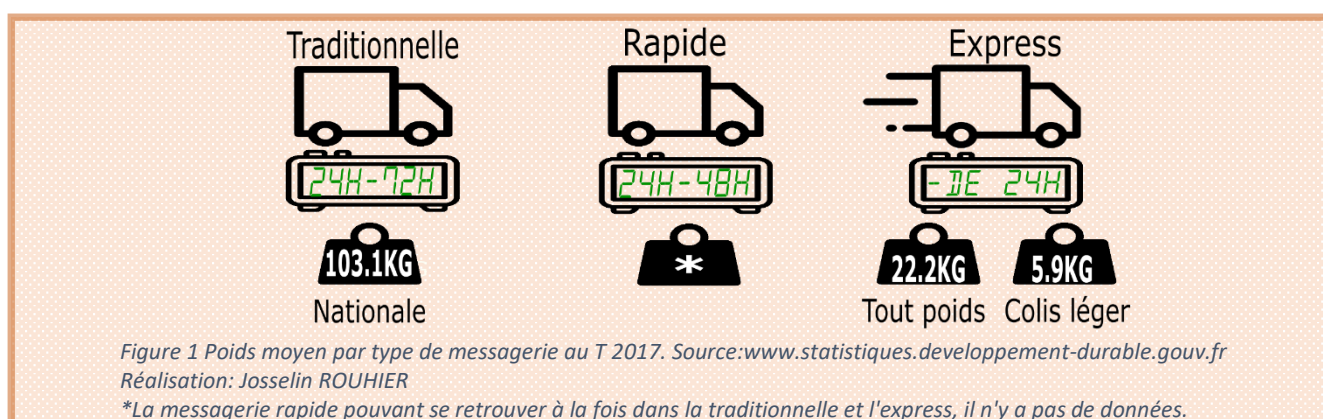 Traditionnelle Rapide Express
24H-72H 24H-48H - DE 24H
103.1KG * 22.2KG 5.9KG
Nationale Tout poids Colis léger
Figure 1 Poids moyen par type de messagerie au T 2017. Source:www.statistiques.developpement-durable.gouv.fr
Réalisation: Josselin ROUHIER
*La messagerie rapide pouvant se retrouver à la fois dans la traditionnelle et l'express, il n'y a pas de données.